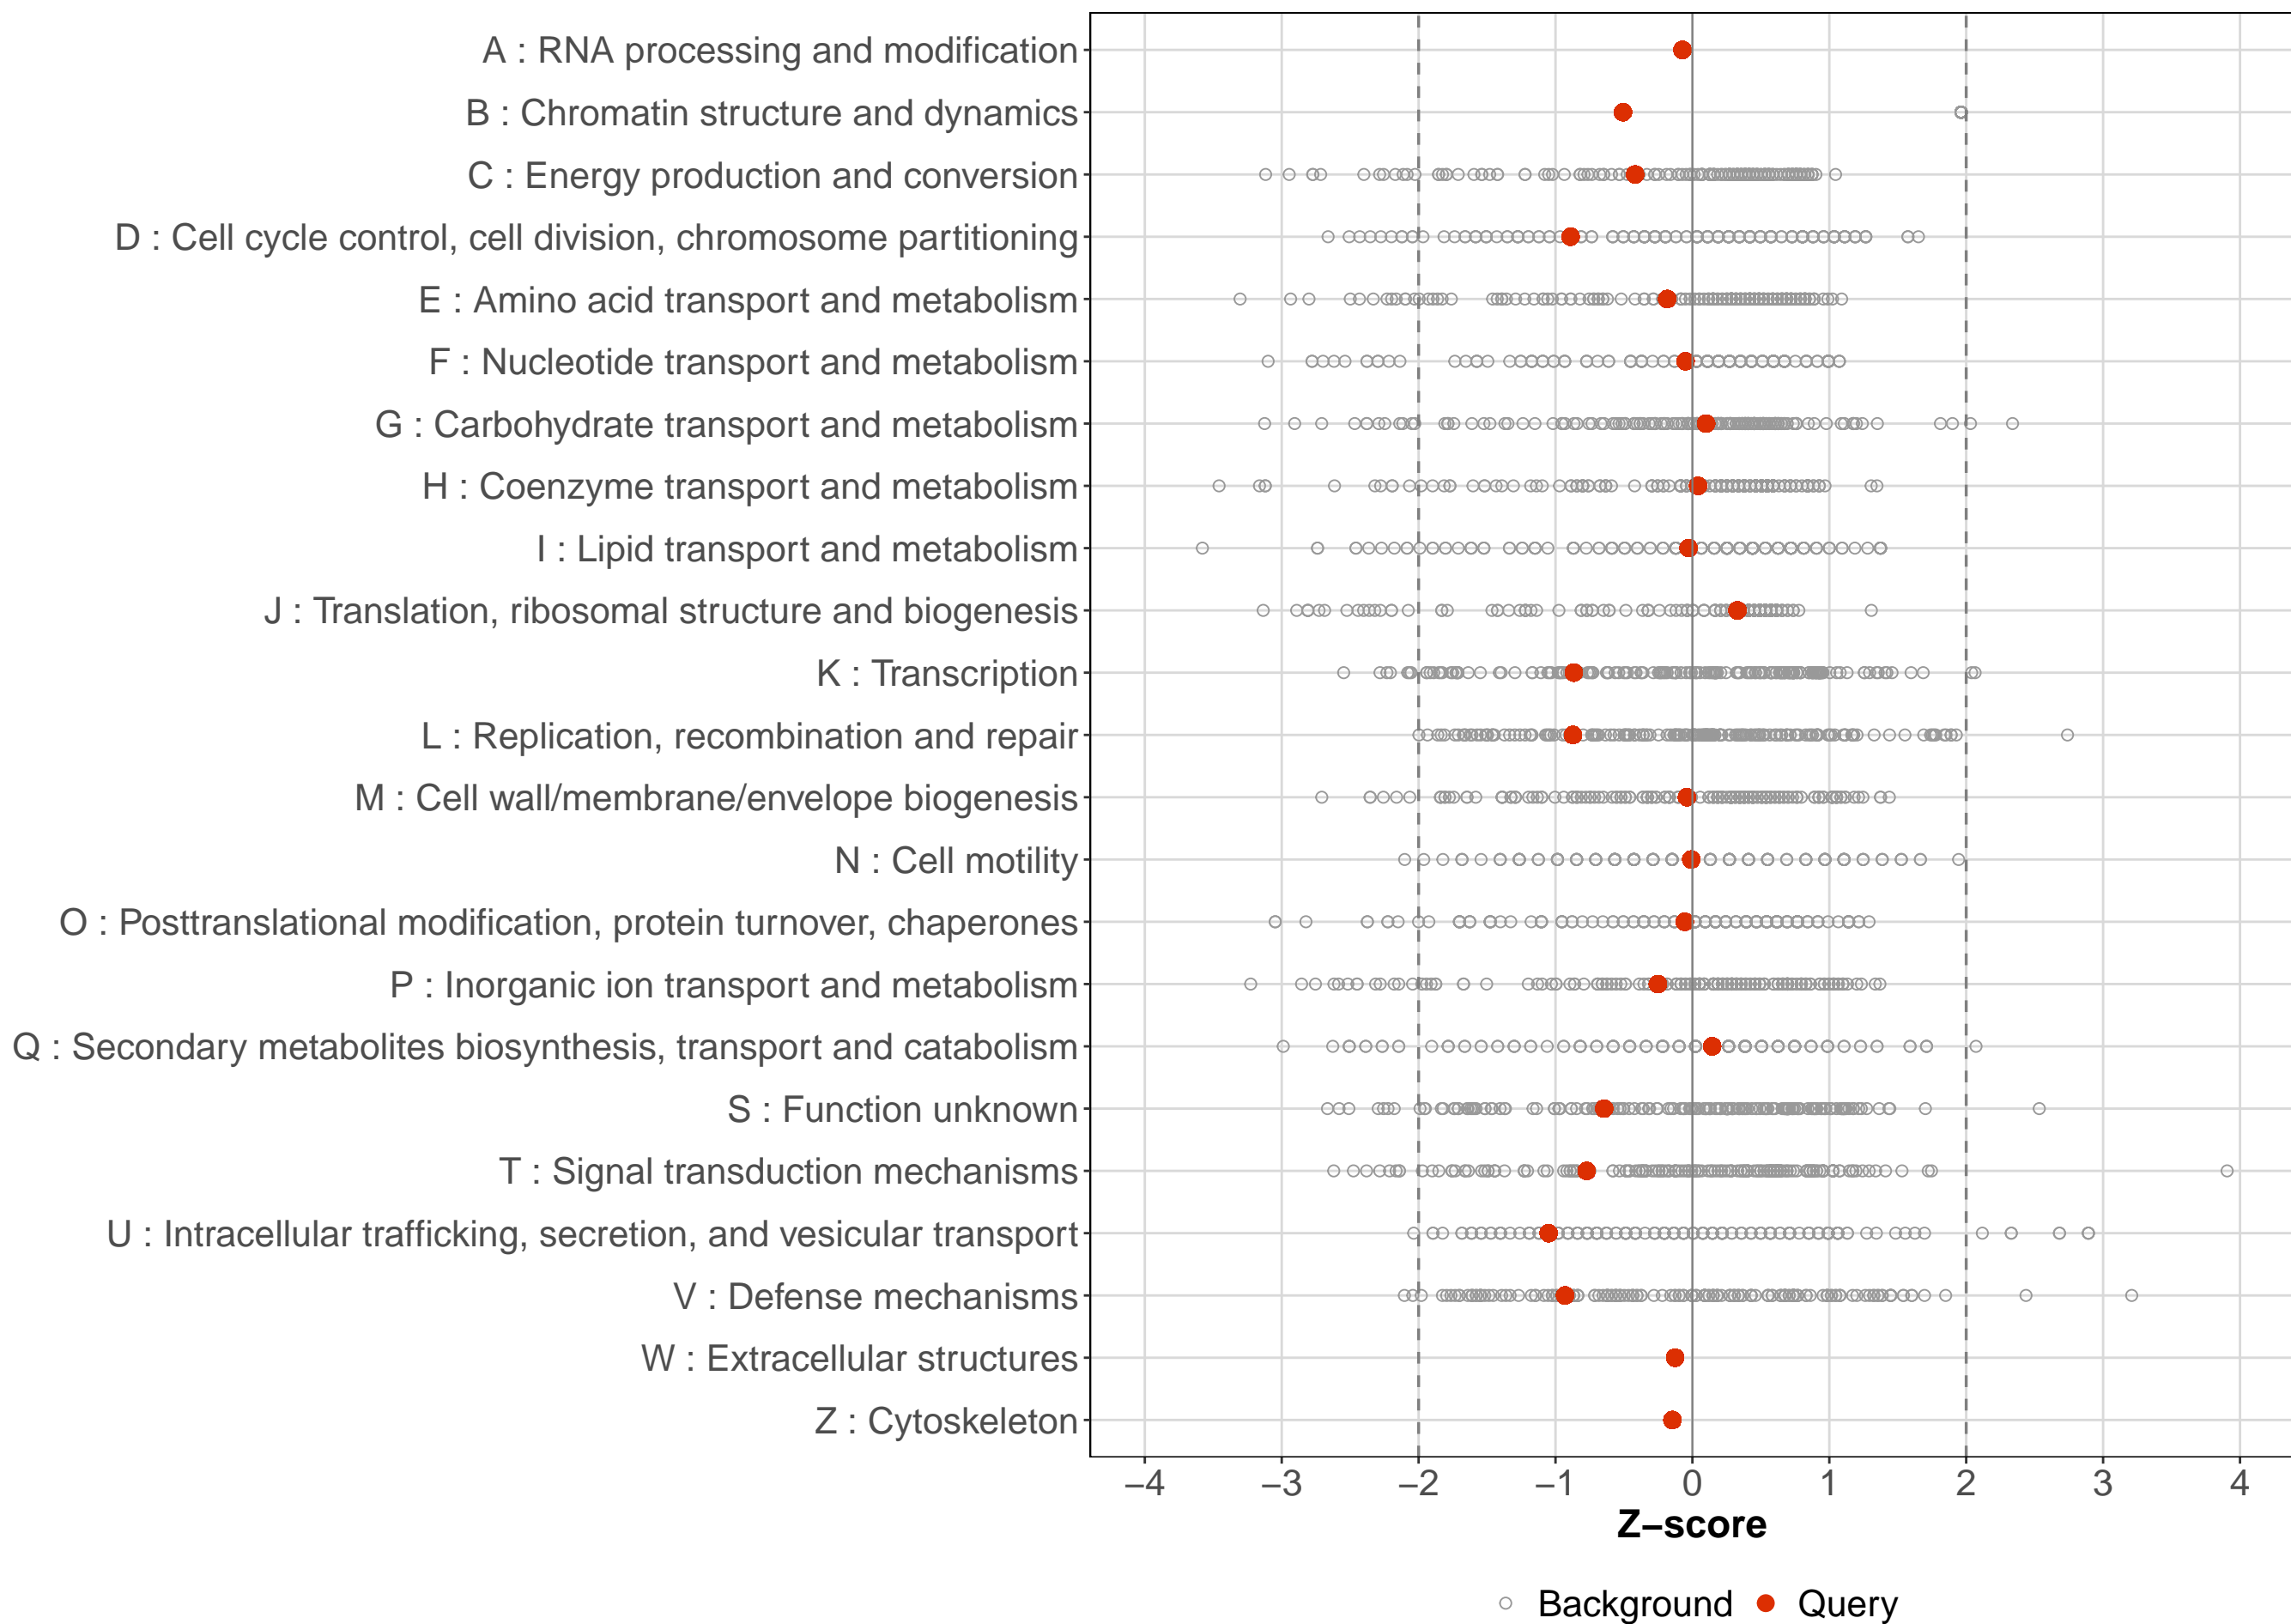 A : RNA processing and modification
B : Chromatin structure and dynamics
C : Energy production and conversion
D : Cell cycle control, cell division, chromosome partitioning
E : Amino acid transport and metabolism
F : Nucleotide transport and metabolism
G : Carbohydrate transport and metabolism
H : Coenzyme transport and metabolism
I : Lipid transport and metabolism
J : Translation, ribosomal structure and biogenesis
K : Transcription
L : Replication, recombination and repair
M : Cell wall/membrane/envelope biogenesis
N : Cell motility
O : Posttranslational modification, protein turnover, chaperones
P : Inorganic ion transport and metabolism
Q : Secondary metabolites biosynthesis, transport and catabolism
S : Function unknown
T : Signal transduction mechanisms
U : Intracellular trafficking, secretion, and vesicular transport
V : Defense mechanisms
W : Extracellular structures
Z : Cytoskeleton
−4 −3 −2 −1 0 1 2 3 4
Z−score
Background Query